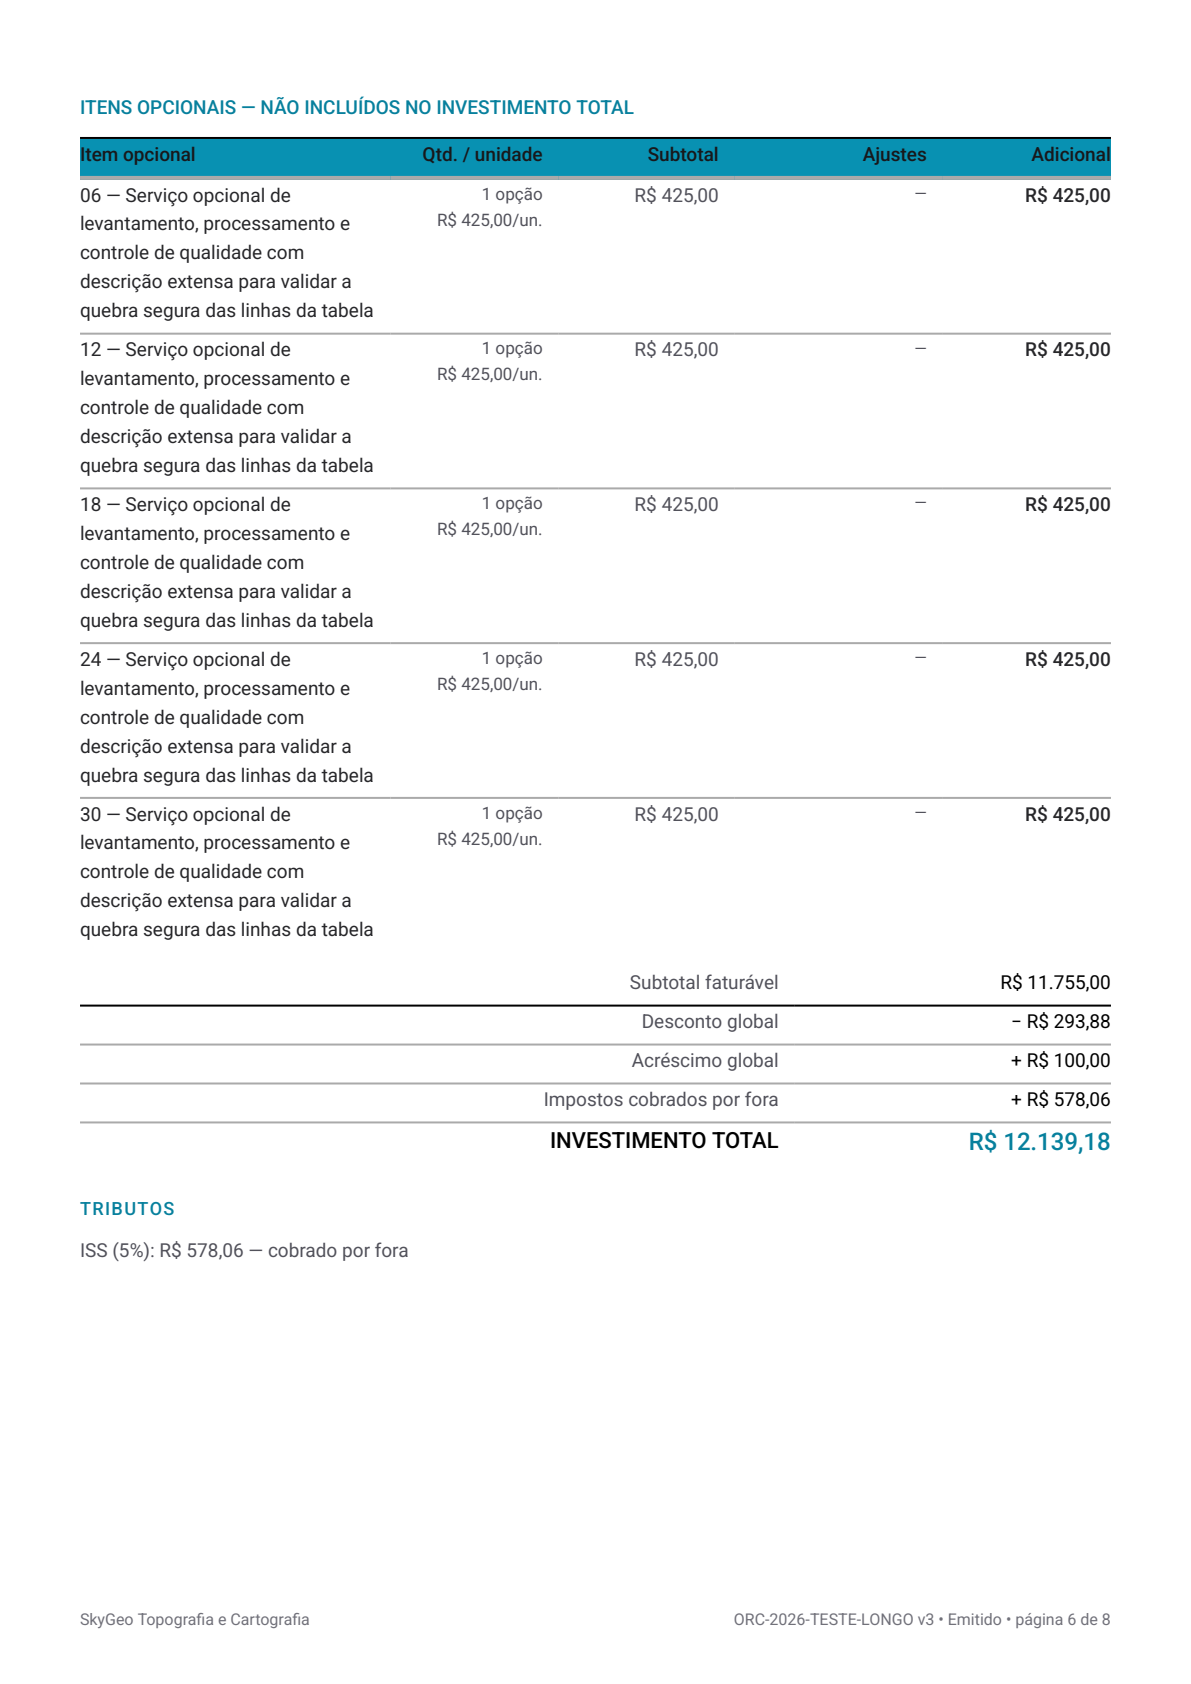 ITENS OPCIONAIS — NÃO INCLUÍDOS NO INVESTIMENTO TOTAL
Item opcional Qtd. / unidade Subtotal Ajustes Adicional
06 — Serviço opcional de 1 opção R$ 425,00 — R$ 425,00
levantamento, processamento e R$ 425,00/un.
controle de qualidade com
descrição extensa para validar a
quebra segura das linhas da tabela
12 — Serviço opcional de 1 opção R$ 425,00 — R$ 425,00
levantamento, processamento e R$ 425,00/un.
controle de qualidade com
descrição extensa para validar a
quebra segura das linhas da tabela
18 — Serviço opcional de 1 opção R$ 425,00 — R$ 425,00
levantamento, processamento e R$ 425,00/un.
controle de qualidade com
descrição extensa para validar a
quebra segura das linhas da tabela
24 — Serviço opcional de 1 opção R$ 425,00 — R$ 425,00
levantamento, processamento e R$ 425,00/un.
controle de qualidade com
descrição extensa para validar a
quebra segura das linhas da tabela
30 — Serviço opcional de 1 opção R$ 425,00 — R$ 425,00
levantamento, processamento e R$ 425,00/un.
controle de qualidade com
descrição extensa para validar a
quebra segura das linhas da tabela
Subtotal faturável R$ 11.755,00
Desconto global − R$ 293,88
Acréscimo global + R$ 100,00
Impostos cobrados por fora + R$ 578,06
INVESTIMENTO TOTAL R$ 12.139,18
TRIBUTOS
ISS (5%): R$ 578,06 — cobrado por fora
SkyGeo Topografia e Cartografia ORC-2026-TESTE-LONGO v3 • Emitido • página 6 de 8